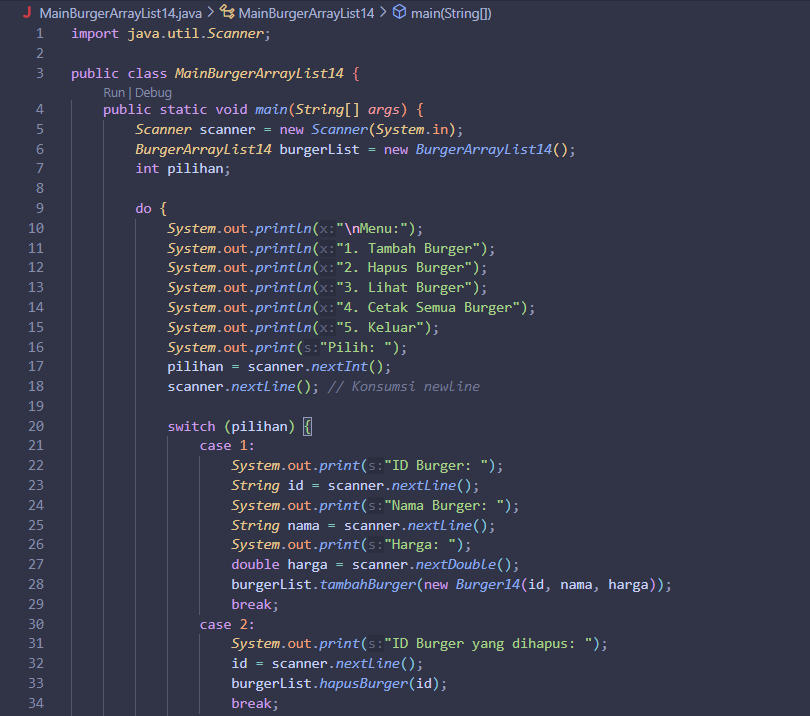 J MainBurgerArrayList14.java > MainBurgerArrayList14 > main(String[])
1 import java.util.Scanner;
2
3 public class MainBurgerArrayList14 {
Run | Debug
4     public static void main(String[] args) {
5         Scanner scanner = new Scanner(System.in);
6         BurgerArrayList14 burgerList = new BurgerArrayList14();
7         int pilihan;
8
9         do {
10             System.out.println(x:"\nMenu:");
11             System.out.println(x:"1. Tambah Burger");
12             System.out.println(x:"2. Hapus Burger");
13             System.out.println(x:"3. Lihat Burger");
14             System.out.println(x:"4. Cetak Semua Burger");
15             System.out.println(x:"5. Keluar");
16             System.out.print(s:"Pilih: ");
17             pilihan = scanner.nextInt();
18             scanner.nextLine(); // Konsumsi newline
19
20             switch (pilihan) {
21                 case 1:
22                     System.out.print(s:"ID Burger: ");
23                     String id = scanner.nextLine();
24                     System.out.print(s:"Nama Burger: ");
25                     String nama = scanner.nextLine();
26                     System.out.print(s:"Harga: ");
27                     double harga = scanner.nextDouble();
28                     burgerList.tambahBurger(new Burger14(id, nama, harga));
29                     break;
30                 case 2:
31                     System.out.print(s:"ID Burger yang dihapus: ");
32                     id = scanner.nextLine();
33                     burgerList.hapusBurger(id);
34                     break;